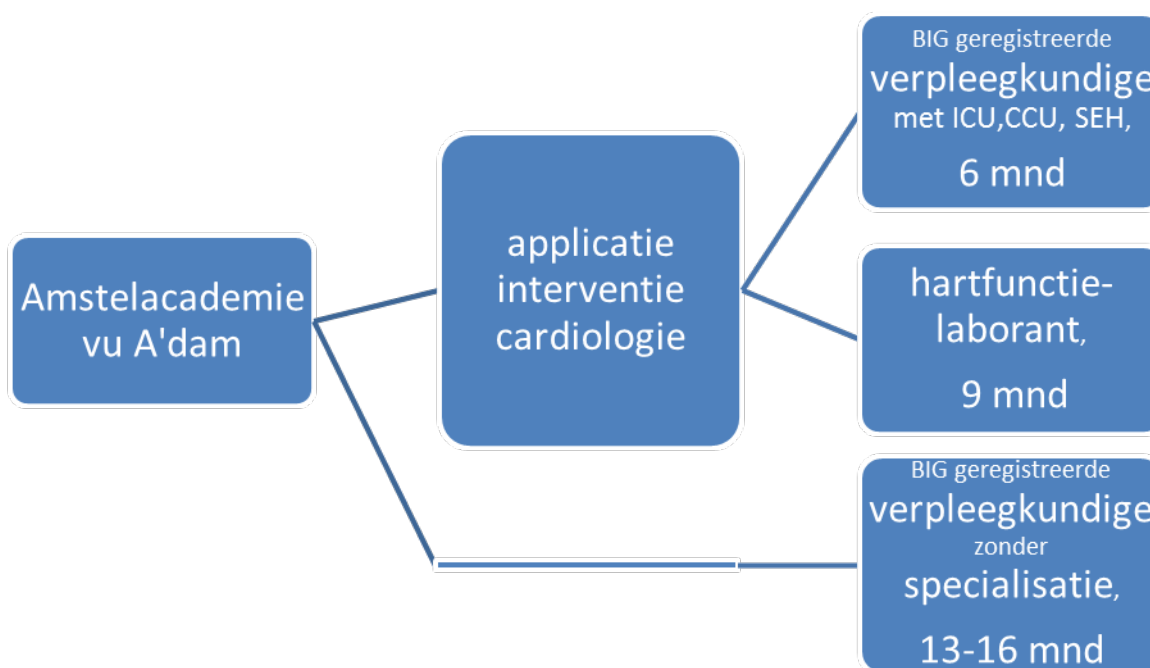 Amstelacademie
vu A'dam
applicatie
interventie
cardiologie
BIG geregistreerde
verpleegkundige
met ICU,CCU, SEH,
6 mnd
hartfunctie-
laborant,
9 mnd
BIG geregistreerde
verpleegkundige
zonder
specialisatie,
13-16 mnd